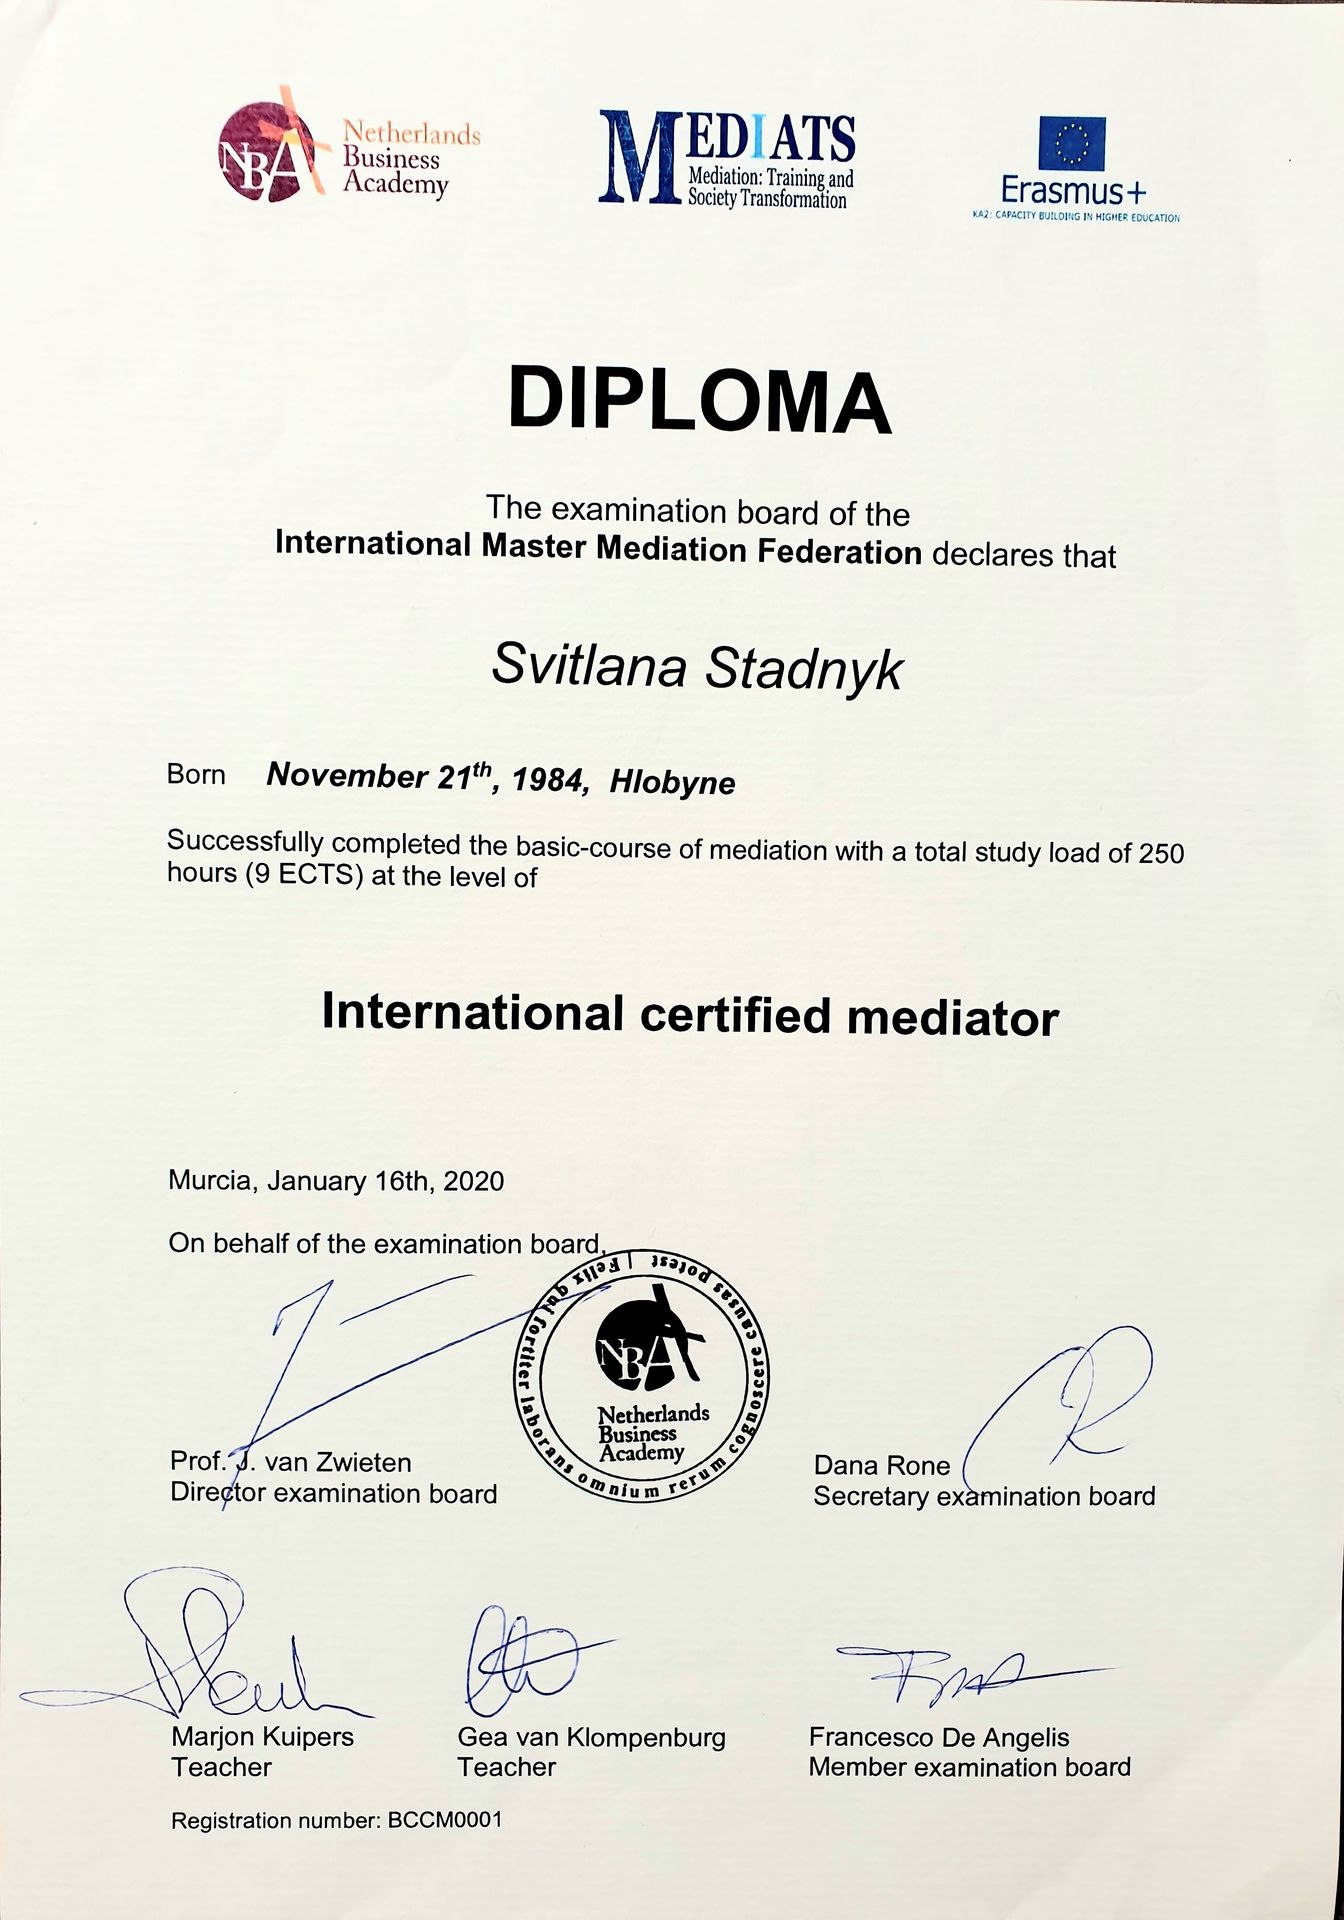 NBA Netherlands
Business
Academy
MEDIATS
Mediation: Training and
Society Transformation
Erasmus+
KA2: CAPACITY BUILDING IN HIGHER EDUCATION
DIPLOMA
The examination board of the
International Master Mediation Federation declares that
Svitlana Stadnyk
Born November 21th, 1984, Hlobyne
Successfully completed the basic-course of mediation with a total study load of 250
hours (9 ECTS) at the level of
International certified mediator
Murcia, January 16th, 2020
On behalf of the examination board,
Felix qui fortiter laborans omnium rerum cognoscere causas potest |
NBA
Netherlands
Business
Academy
Prof. J. van Zwieten
Director examination board
Dana Rone
Secretary examination board
Marjon Kuipers
Teacher
Gea van Klompenburg
Teacher
Francesco De Angelis
Member examination board
Registration number: BCCM0001